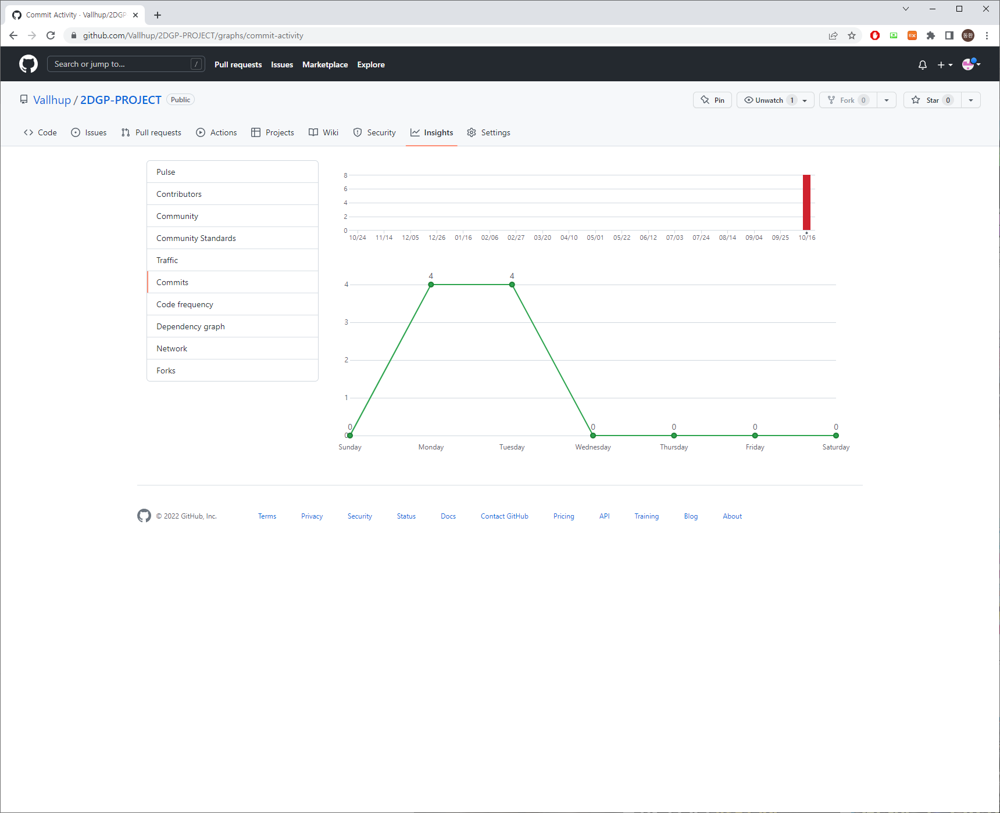 Commit Activity · Vallhup/2DGP
github.com/Vallhup/2DGP-PROJECT/graphs/commit-activity
동환
Search or jump to...
/
Pull requests
Issues
Marketplace
Explore
Vallhup / 2DGP-PROJECT
Public
Pin
Unwatch 1
Fork 0
Star 0
Code
Issues
Pull requests
Actions
Projects
Wiki
Security
Insights
Settings
Pulse
Contributors
Community
Community Standards
Traffic
Commits
Code frequency
Dependency graph
Network
Forks
8
6
4
2
0
10/24 11/14 12/05 12/26 01/16 02/06 02/27 03/20 04/10 05/01 05/22 06/12 07/03 07/24 08/14 09/04 09/25 10/16
4 4
4
3
2
1
0 0 0 0 0
0
Sunday Monday Tuesday Wednesday Thursday Friday Saturday
© 2022 GitHub, Inc.
Terms
Privacy
Security
Status
Docs
Contact GitHub
Pricing
API
Training
Blog
About